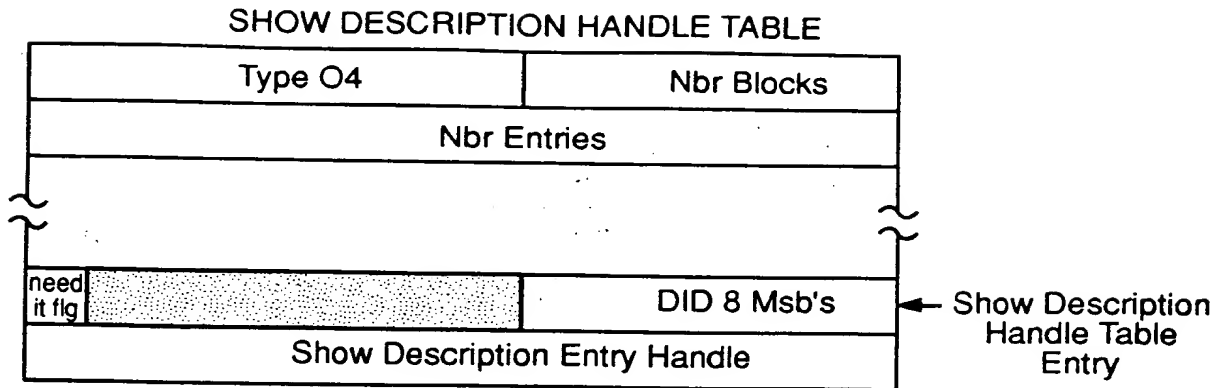 SHOW DESCRIPTION HANDLE TABLE
Type O4 Nbr Blocks
Nbr Entries
need
it flg
DID 8 Msb's
Show Description
Handle Table
Entry
Show Description Entry Handle